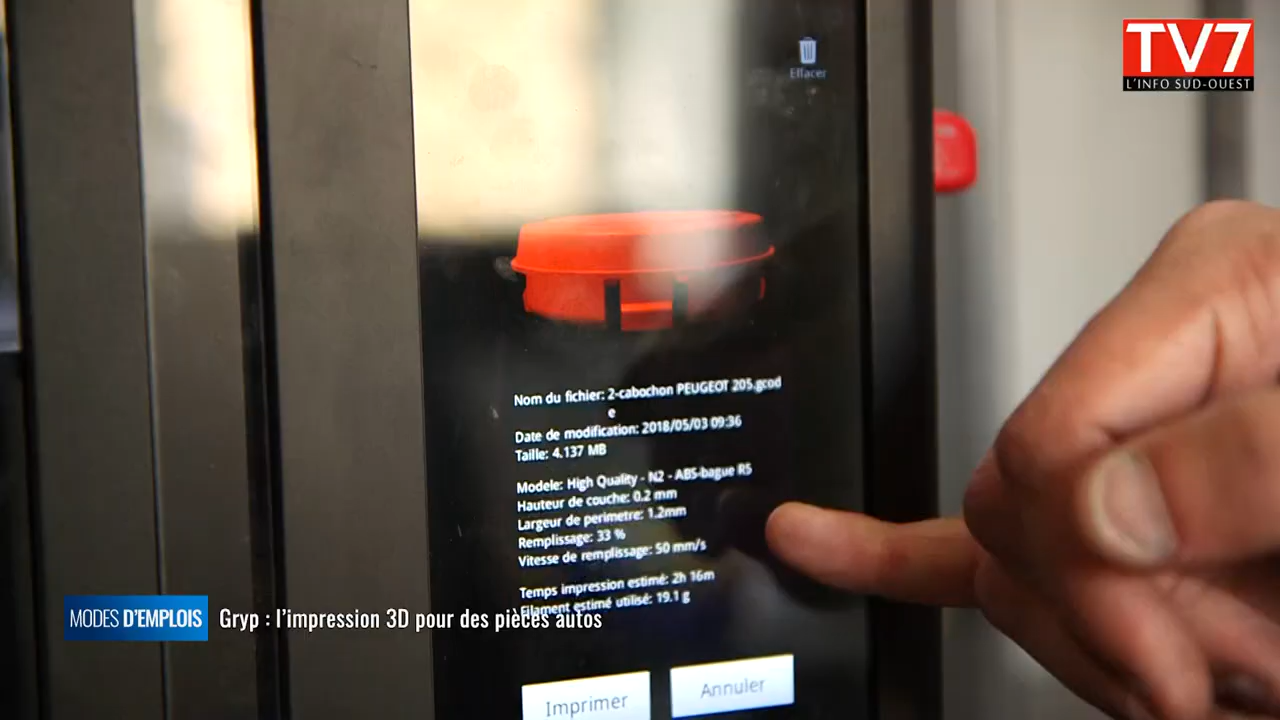 TV7
L'INFO SUD-OUEST
Effacer
Nom du fichier: 2-cabochon PEUGEOT 205.gcod
e
Date de modification: 2018/05/03 09:36
Taille: 4.137 MB
Modele: High Quality - N2 - ABS-bague R5
Hauteur de couche: 0.2 mm
Largeur de perimetre: 1.2mm
Remplissage: 33 %
Vitesse de remplissage: 50 mm/s
Temps impression estimé: 2h 16m
Filament estimé utilisé: 19.1 g
MODES D'EMPLOIS Gryp : l'impression 3D pour des pièces autos
Imprimer Annuler